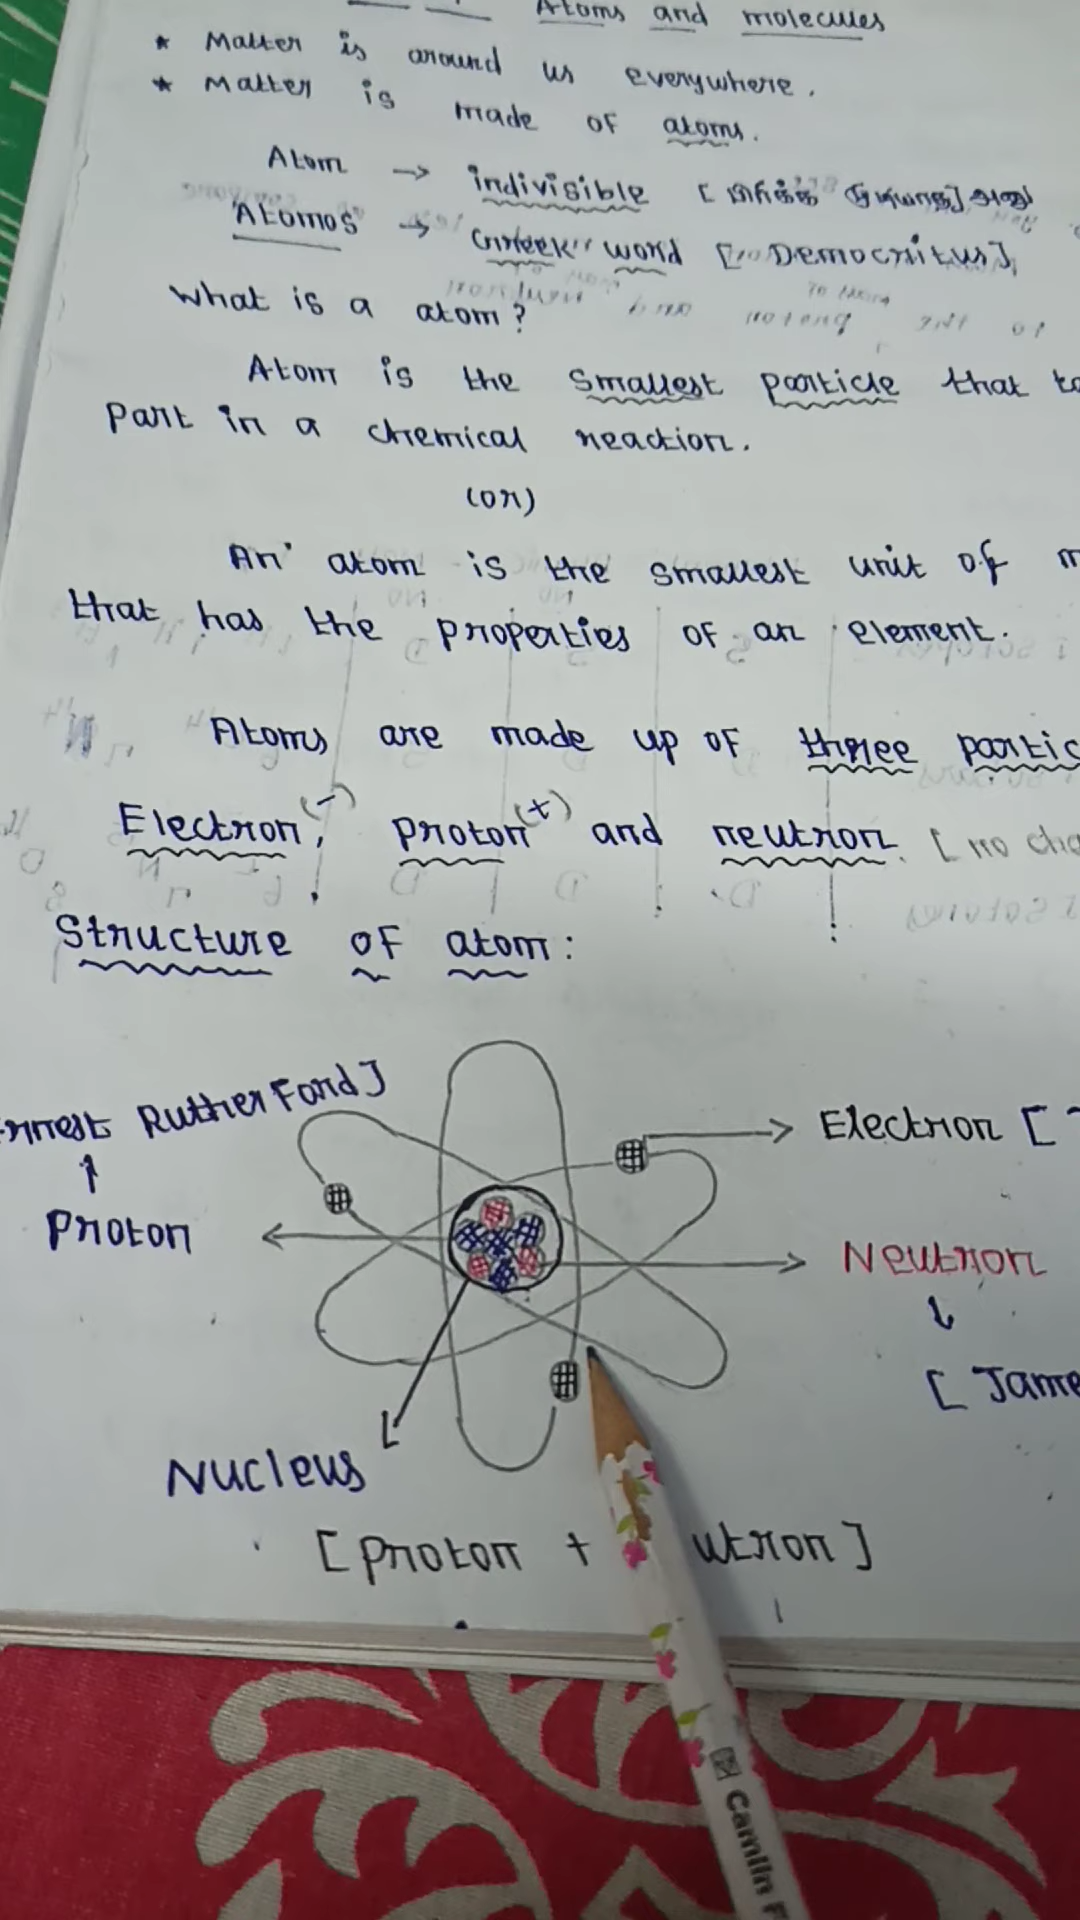 Atoms and molecules
* Matter is around us everywhere.
* Matter is made of atoms.
Atom → indivisible [பிரிக்க முடியாத] அணு
Atomos → Greek word [Democritus]
What is a atom?
Atom is the smallest particle that
part in a chemical reaction.
(or)
An atom is the smallest unit of
that has the properties of an element.
Atoms are made up of three
Electron(-), proton(+) and neutron. [no
Structure of atom:
Rutherford]
Electron [-
Proton
Neutron
[Jame
Nucleus
[proton + utron]
Camlin